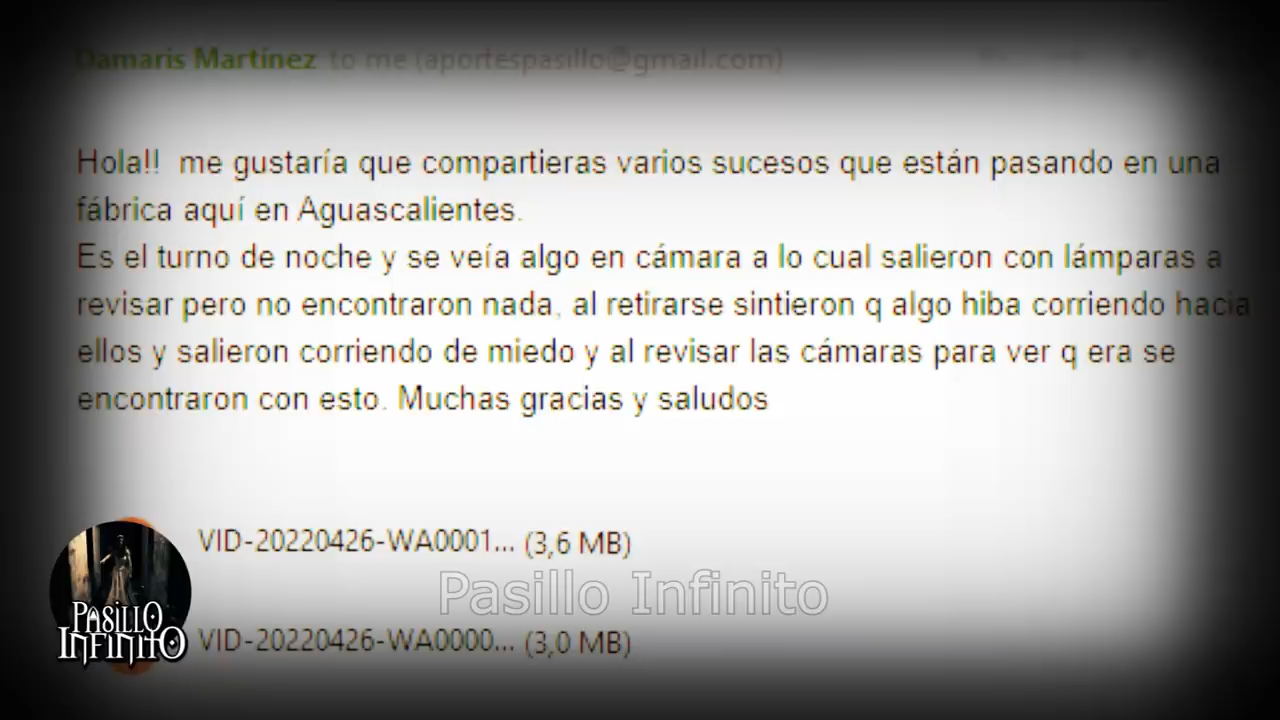 Damaris Martínez to me (aportespasillo@gmail.com)
Hola!! me gustaría que compartieras varios sucesos que están pasando en una
fábrica aquí en Aguascalientes.
Es el turno de noche y se veía algo en cámara a lo cual salieron con lámparas a
revisar pero no encontraron nada, al retirarse sintieron q algo hiba corriendo hacia
ellos y salieron corriendo de miedo y al revisar las cámaras para ver q era se
encontraron con esto. Muchas gracias y saludos
VID-20220426-WA0001... (3,6 MB)
Pasillo Infinito
PASILLO
INFINITO
VID-20220426-WA0000... (3,0 MB)